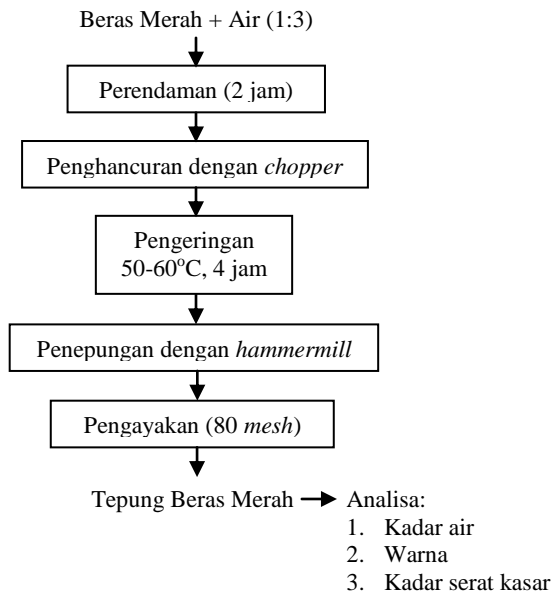 Beras Merah + Air (1:3)
Perendaman (2 jam)
Penghancuran dengan chopper
Pengeringan
50-60°C, 4 jam
Penepungan dengan hammermill
Pengayakan (80 mesh)
Tepung Beras Merah Analisa:
1. Kadar air
2. Warna
3. Kadar serat kasar